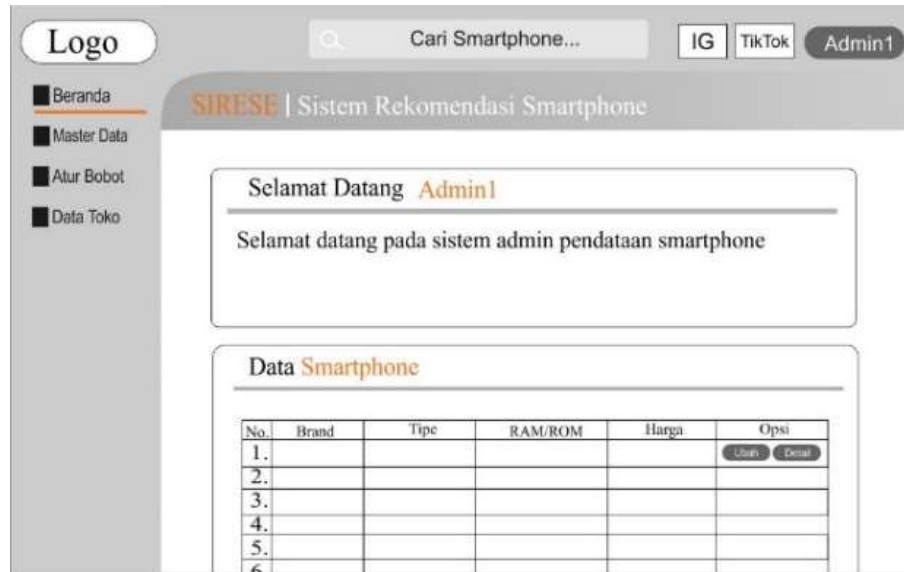 Logo
Cari Smartphone...
IG
TikTok
Admin1
Beranda
Master Data
Atur Bobot
Data Toko
SIRESE | Sistem Rekomendasi Smartphone
Selamat Datang Admin1
Selamat datang pada sistem admin pendataan smartphone
Data Smartphone
No. Brand Tipe RAM/ROM Harga Opsi
1. Ubah Detail
2.
3.
4.
5.
6